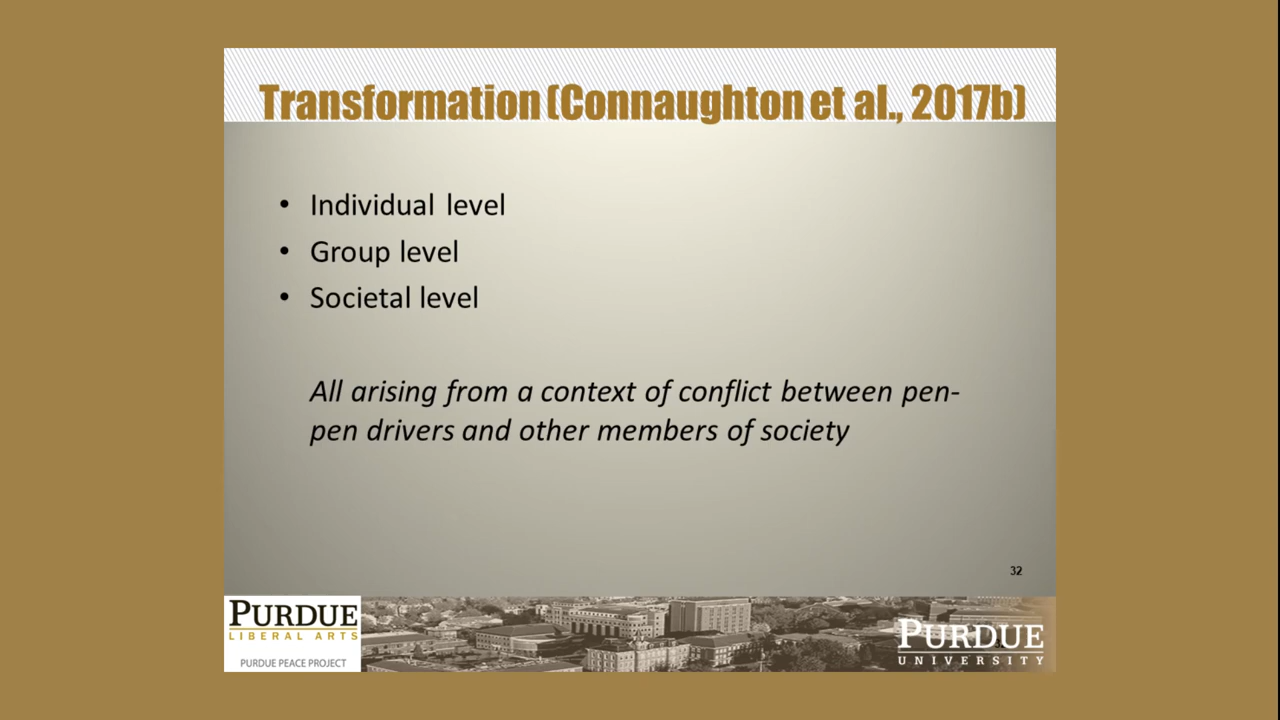 Transformation (Connaughton et al., 2017b)
• Individual level
• Group level
• Societal level
All arising from a context of conflict between pen-
pen drivers and other members of society
32
PURDUE
LIBERAL ARTS
PURDUE PEACE PROJECT
PURDUE
UNIVERSITY